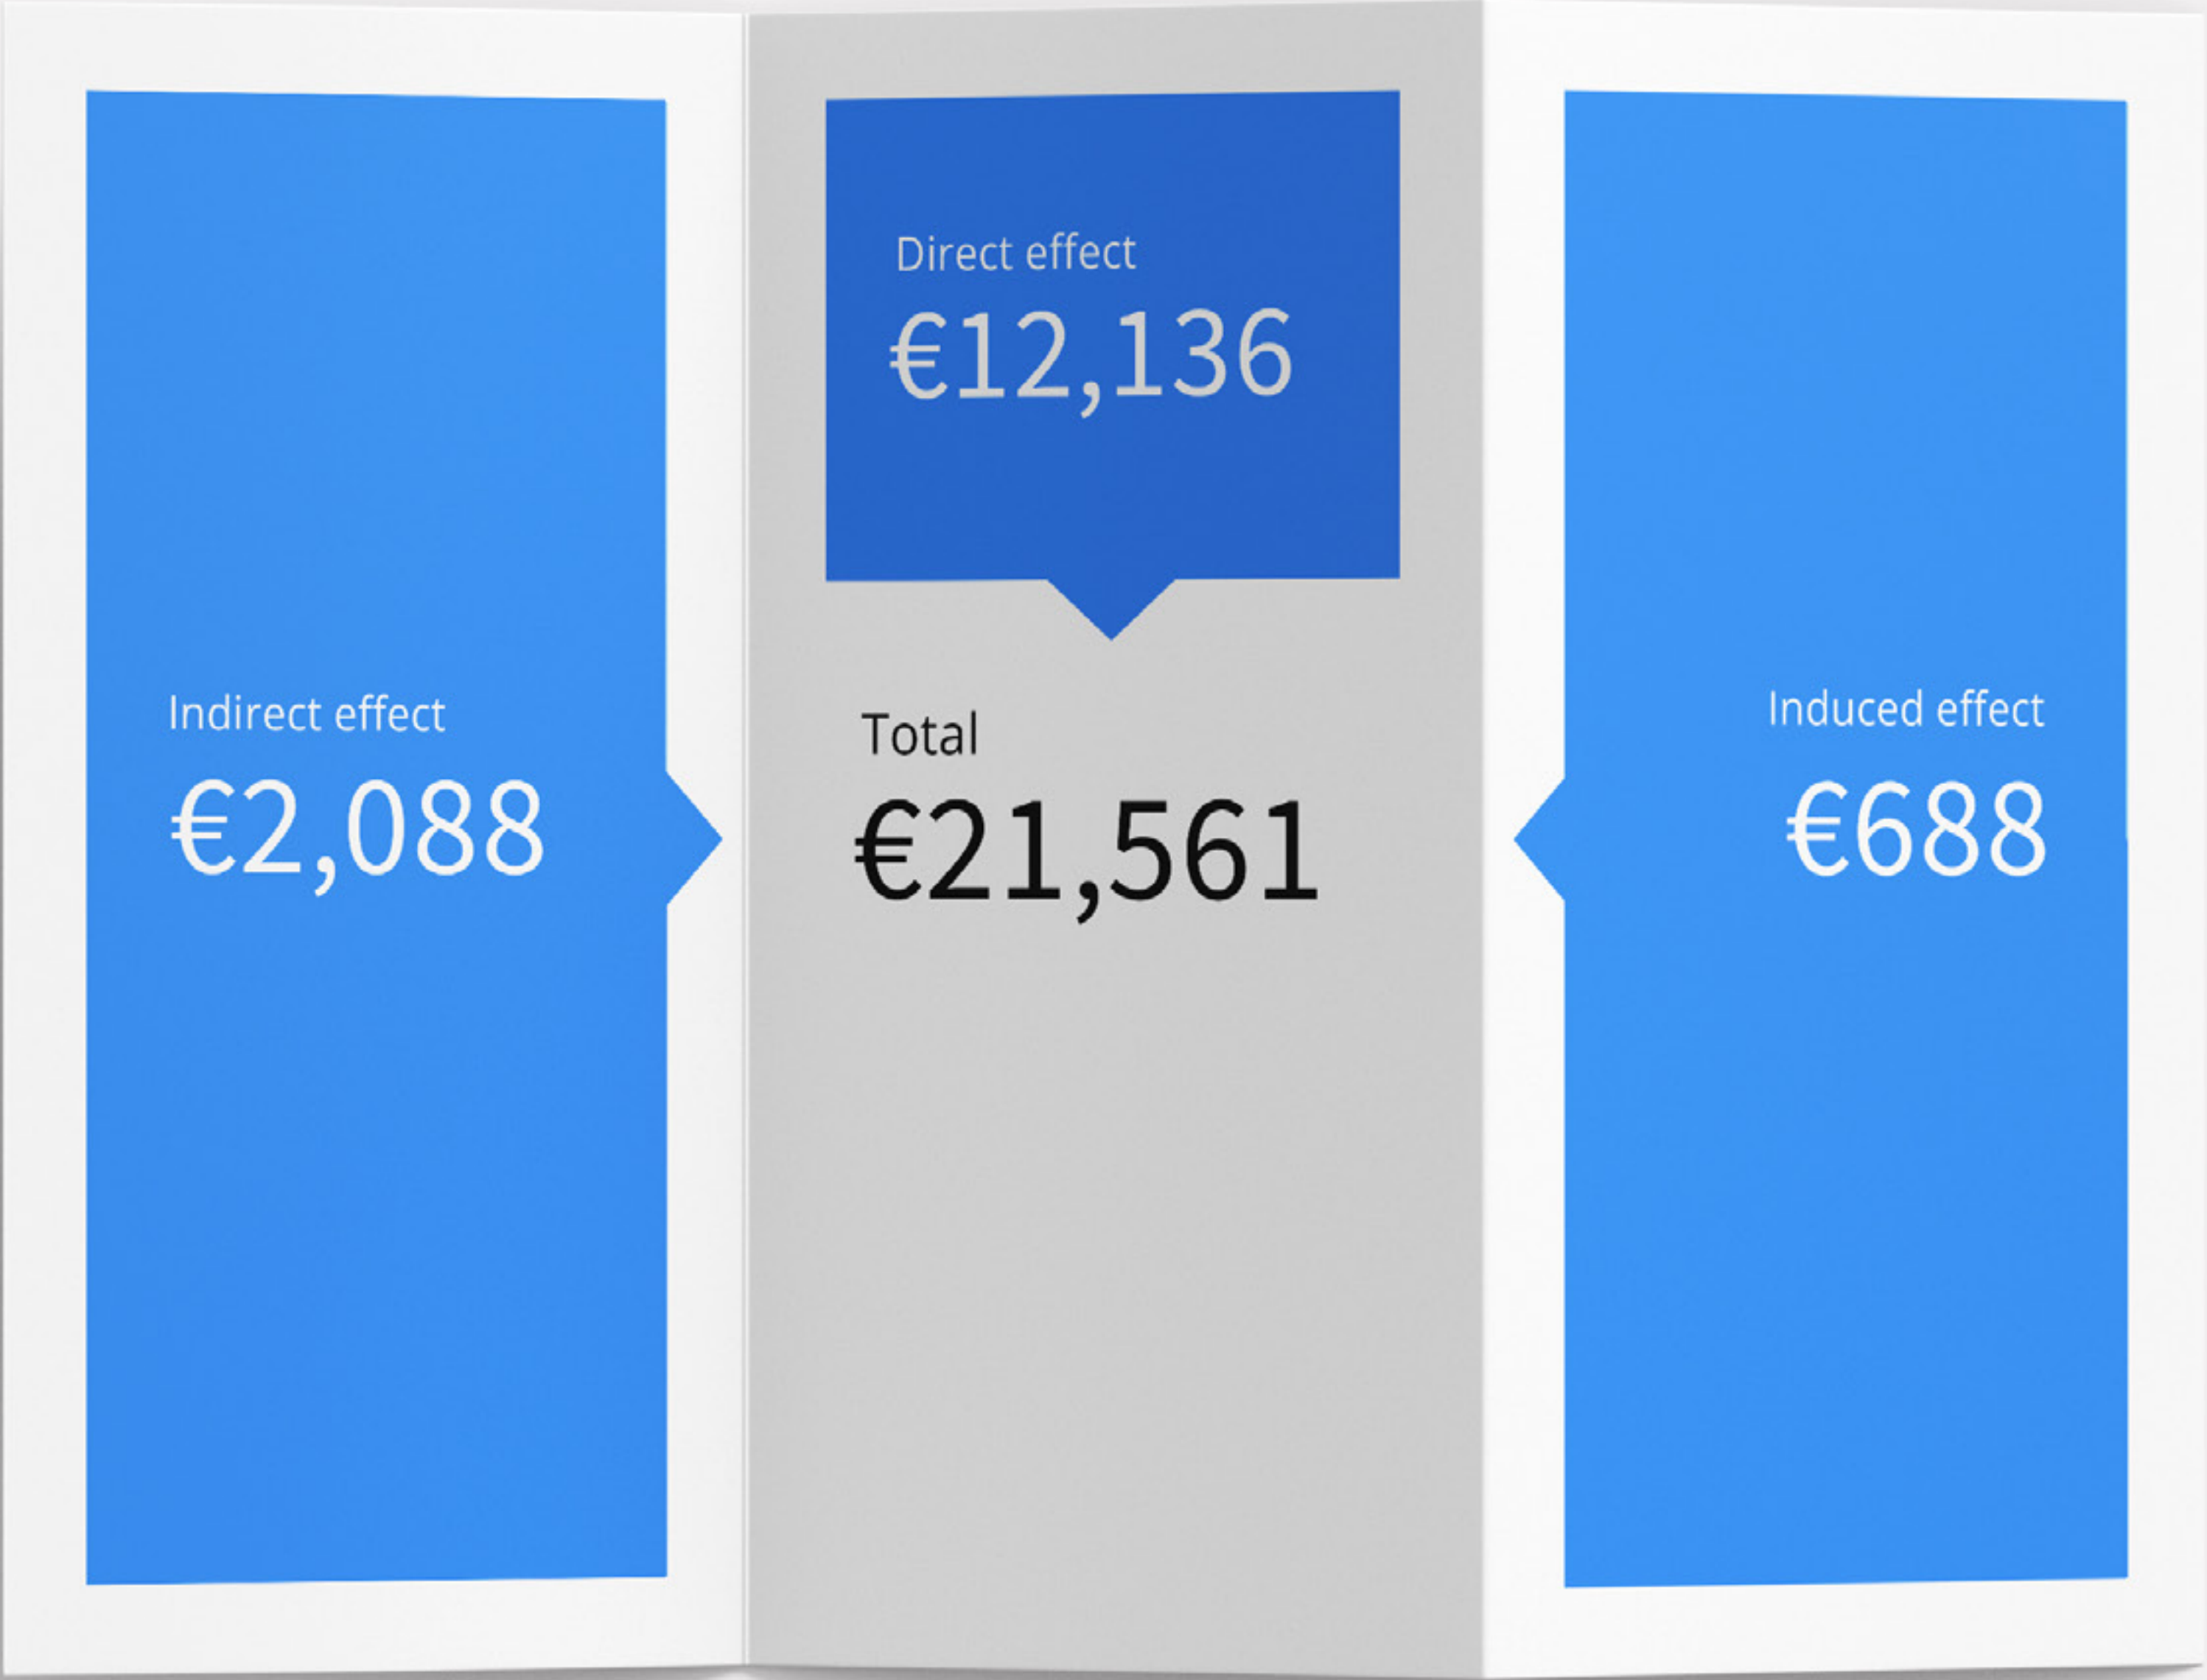 Indirect effect
€2,088
Direct effect
€12,136
Total
€21,561
Induced effect
€688